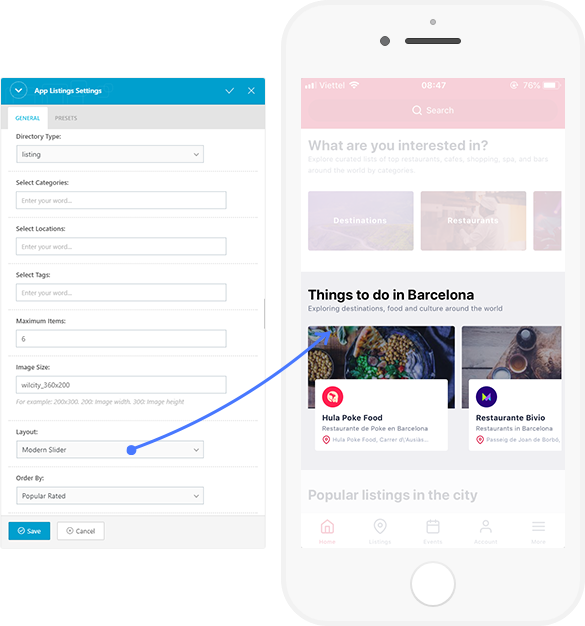 App Listings Settings
GENERAL
PRESETS
Directory Type:
listing
Select Categories:
Enter your word...
Select Locations:
Enter your word...
Select Tags:
Enter your word...
Maximum Items:
6
Image Size:
wilcity_360x200
For example: 200x300. 200: Image width. 300: Image height
Layout:
Modern Slider
Order By:
Popular Rated
Save
Cancel
Viettel
08:47
76%
Search
What are you interested in?
Explore curated lists of top restaurants, cafes, shopping, spa, and bars
around the world by categories.
Destinations
Restaurants
Things to do in Barcelona
Exploring destinations, food and culture around the world
Hula Poke Food
Restaurante de Poke en Barcelona
Hula Poke Food, Carrer d\'Ausiàs...
Restaurante Bivio
Restaurants in Barcelona
Passeig de Joan de Borbó,
Popular listings in the city
Home
Listings
Events
Account
More